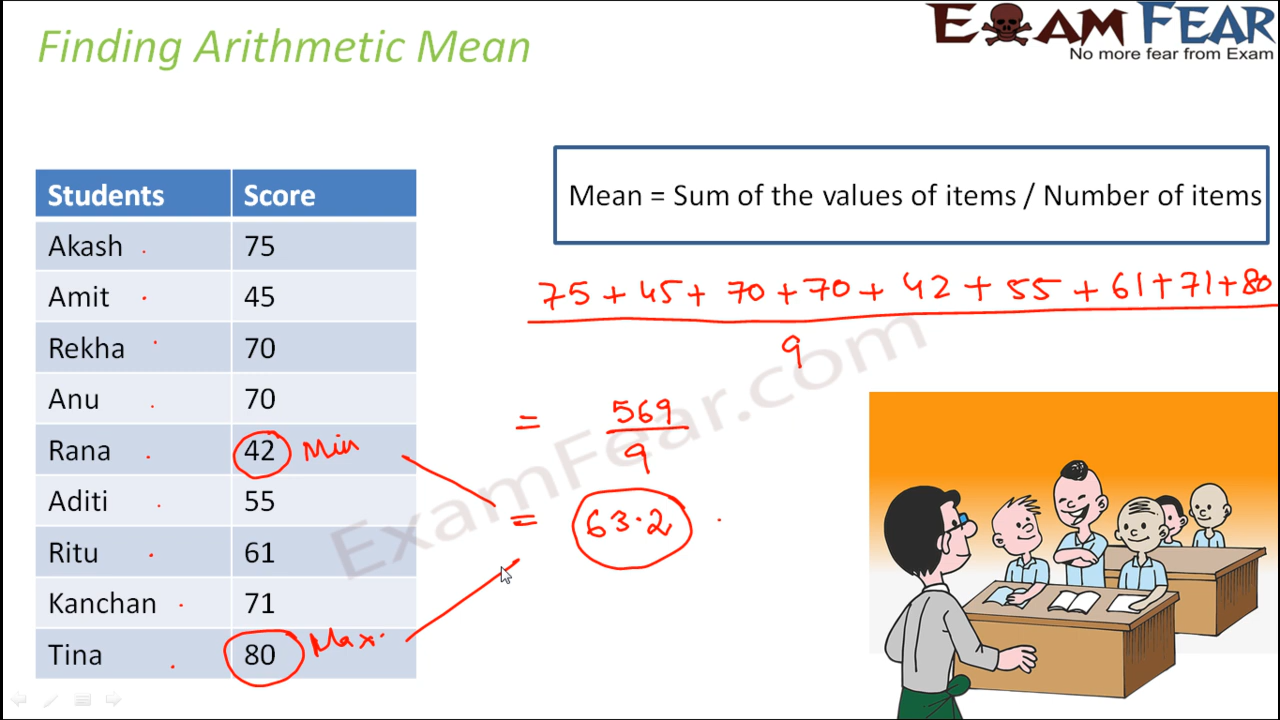 Finding Arithmetic Mean
EXAM FEAR
No more fear from Exam
Students Score
Akash 75
Amit 45
Rekha 70
Anu 70
Rana 42 Min
Aditi 55
Ritu 61
Kanchan 71
Tina 80 Max.
Mean = Sum of the values of items / Number of items
75 + 45 + 70 + 70 + 42 + 55 + 61 + 71 + 80
9
= 569
9
= 63.2
ExamFear.com